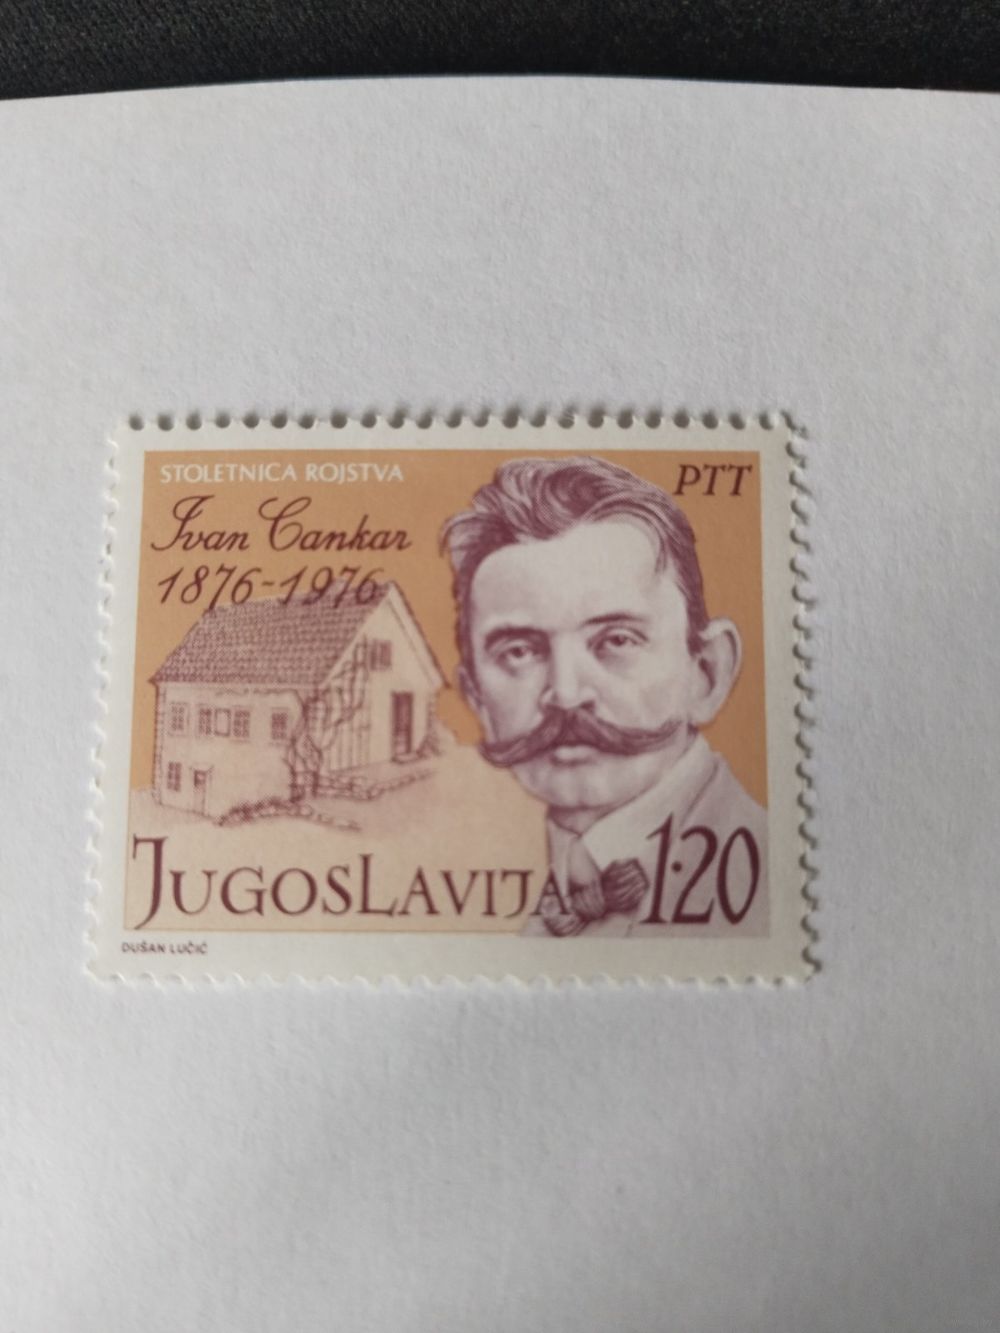 STOLETNICA ROJSTVA
PTT
Ivan Cankar
1876-1976
JUGOSLAVIJA 1·20
DUŠAN LUČIĆ